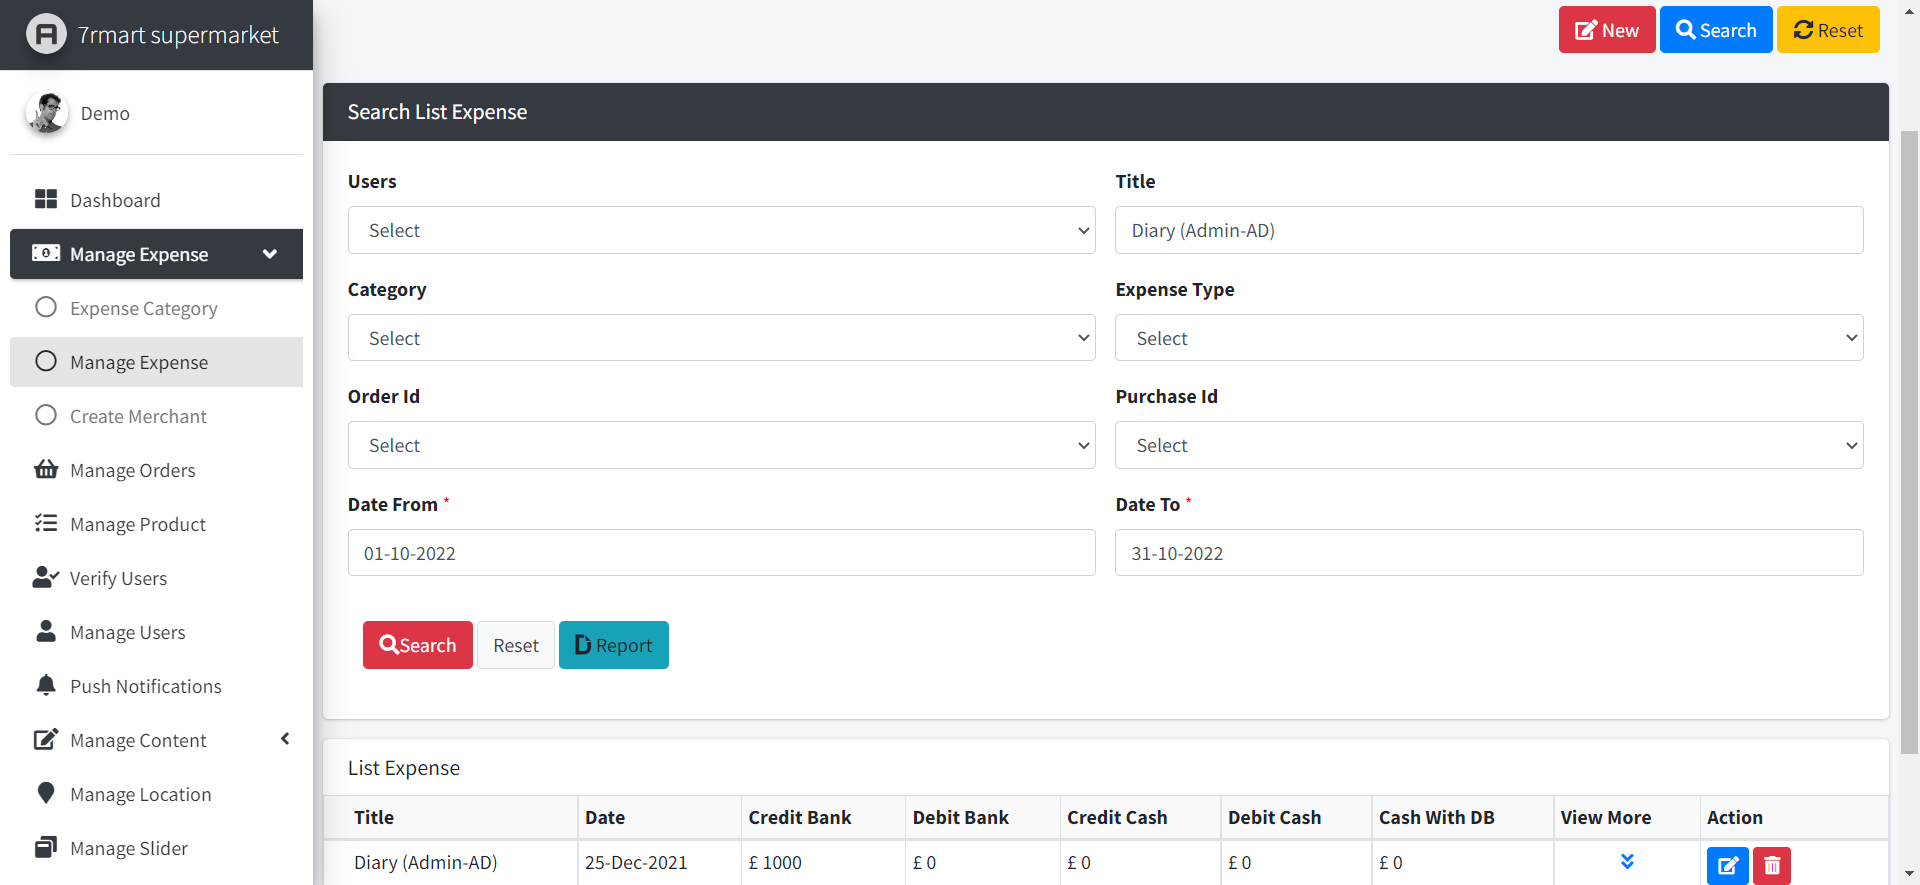 7rmart supermarket
New
Search
Reset
Demo
Search List Expense
Users
Title
Select
Diary (Admin-AD)
Dashboard
Manage Expense
Category
Expense Type
Select
Select
Expense Category
Manage Expense
Order Id
Purchase Id
Create Merchant
Select
Select
Manage Orders
Date From *
Date To *
Manage Product
01-10-2022
31-10-2022
Verify Users
Manage Users
Search
Reset
Report
Push Notifications
Manage Content
List Expense
Manage Location
Title Date Credit Bank Debit Bank Credit Cash Debit Cash Cash With DB View More Action
Manage Slider
Diary (Admin-AD) 25-Dec-2021 £ 1000 £ 0 £ 0 £ 0 £ 0